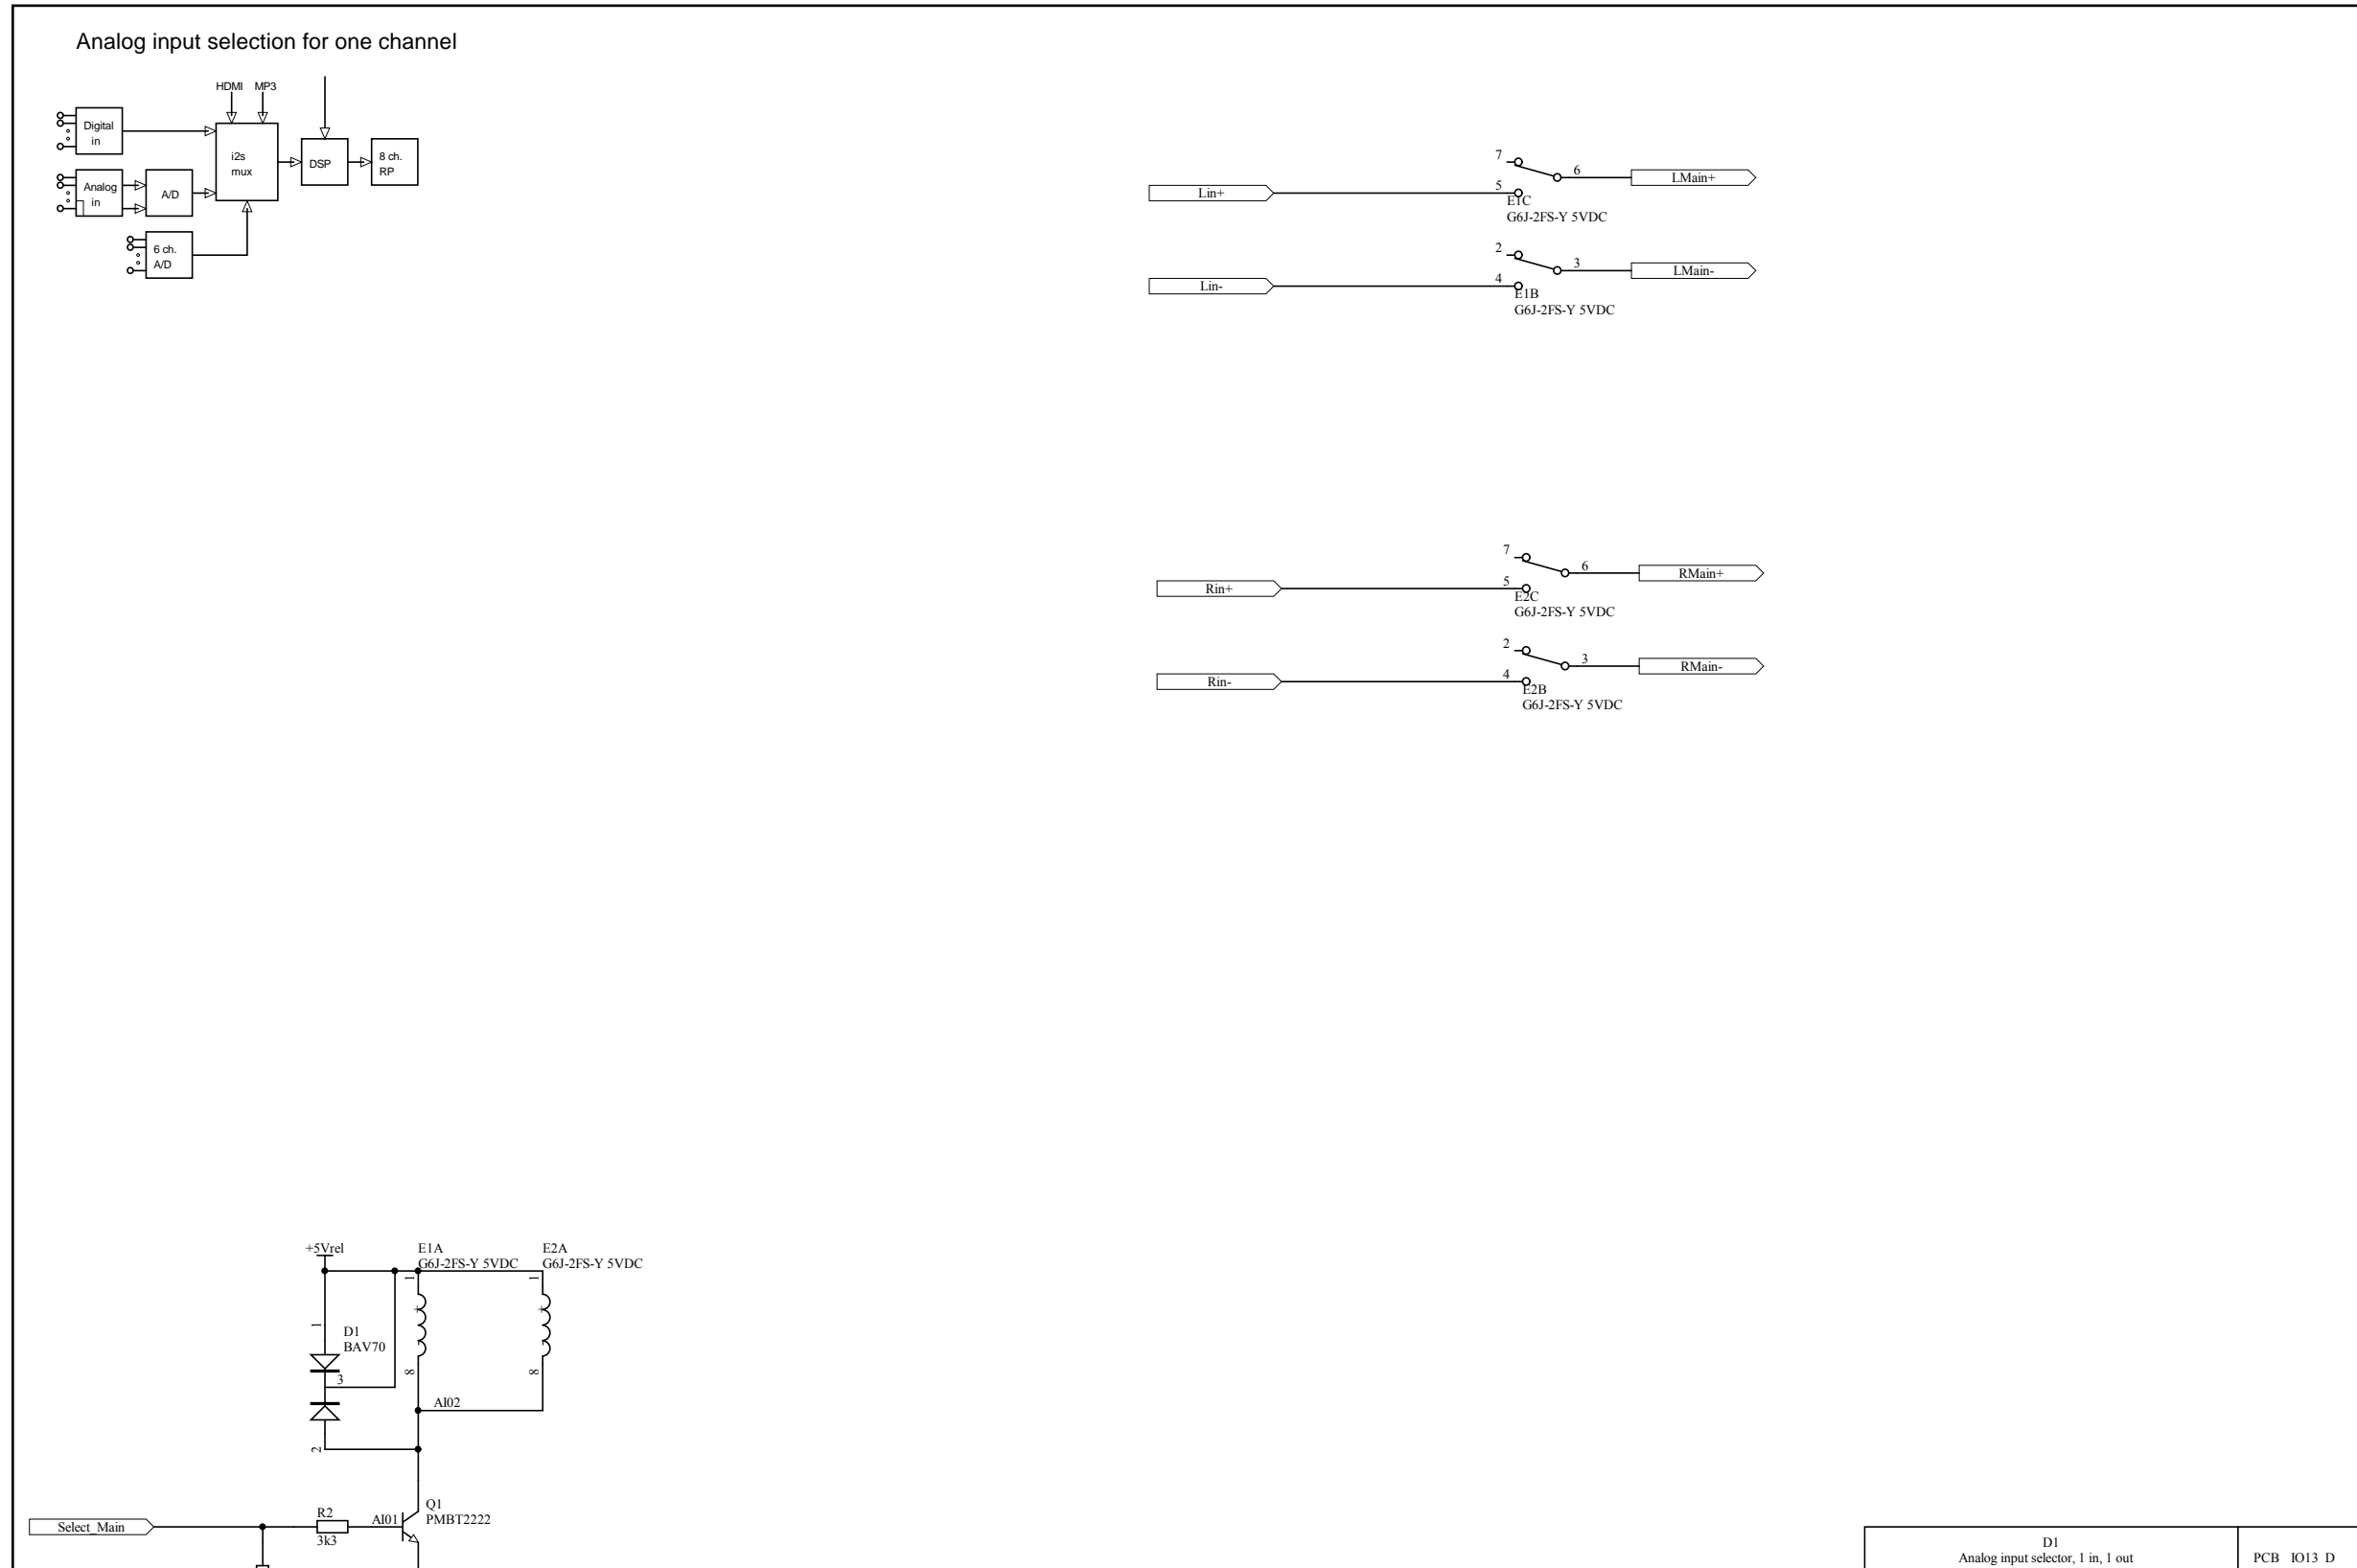 Analog input selection for one channel
HDMI MP3
Digital
in
i2s
mux
DSP
8 ch.
RP
Analog
in
A/D
6 ch.
A/D
7
6
LMain+
Lin+
5
E1C
G6J-2FS-Y 5VDC
2
3
LMain-
Lin-
4
E1B
G6J-2FS-Y 5VDC
7
6
RMain+
Rin+
5
E2C
G6J-2FS-Y 5VDC
2
3
RMain-
Rin-
4
E2B
G6J-2FS-Y 5VDC
+5Vrel
E1A
G6J-2FS-Y 5VDC
E2A
G6J-2FS-Y 5VDC
1
1
+
+
1
D1
BAV70
3
8
8
AI02
2
Q1
PMBT2222
Select_Main
R2
3k3
AI01
D1
Analog input selector, 1 in, 1 out
PCB IO13_D